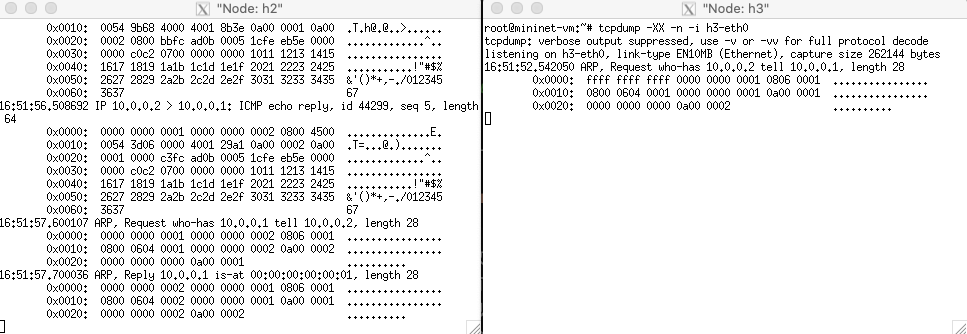 "Node: h2"
0x0010:  0054 9b68 4000 4001 8b3e 0a00 0001 0a00  .T.h@.@..>......
0x0020:  0002 0800 bbfc ad0b 0005 1cfe eb5e 0000  .............^..
0x0030:  0000 c0c2 0700 0000 0000 1011 1213 1415  ................
0x0040:  1617 1819 1a1b 1c1d 1e1f 2021 2223 2425  ...........!"#$%
0x0050:  2627 2829 2a2b 2c2d 2e2f 3031 3233 3435  &'()*+,-./012345
0x0060:  3637                                     67
16:51:56.508692 IP 10.0.0.2 > 10.0.0.1: ICMP echo reply, id 44299, seq 5, length
64
0x0000:  0000 0000 0001 0000 0000 0002 0800 4500  ..............E.
0x0010:  0054 3d06 0000 4001 29a1 0a00 0002 0a00  .T=...@.).......
0x0020:  0001 0000 c3fc ad0b 0005 1cfe eb5e 0000  .............^..
0x0030:  0000 c0c2 0700 0000 0000 1011 1213 1415  ................
0x0040:  1617 1819 1a1b 1c1d 1e1f 2021 2223 2425  ...........!"#$%
0x0050:  2627 2829 2a2b 2c2d 2e2f 3031 3233 3435  &'()*+,-./012345
0x0060:  3637                                     67
16:51:57.600107 ARP, Request who-has 10.0.0.1 tell 10.0.0.2, length 28
0x0000:  0000 0000 0001 0000 0000 0002 0806 0001  ................
0x0010:  0800 0604 0001 0000 0000 0002 0a00 0002  ................
0x0020:  0000 0000 0000 0a00 0001                 ..........
16:51:57.700036 ARP, Reply 10.0.0.1 is-at 00:00:00:00:00:01, length 28
0x0000:  0000 0000 0002 0000 0000 0001 0806 0001  ................
0x0010:  0800 0604 0002 0000 0000 0001 0a00 0001  ................
0x0020:  0000 0000 0002 0a00 0002                 ..........
"Node: h3"
root@mininet-vm:~# tcpdump -XX -n -i h3-eth0
tcpdump: verbose output suppressed, use -v or -vv for full protocol decode
listening on h3-eth0, link-type EN10MB (Ethernet), capture size 262144 bytes
16:51:52.542050 ARP, Request who-has 10.0.0.2 tell 10.0.0.1, length 28
0x0000:  ffff ffff ffff 0000 0000 0001 0806 0001  ................
0x0010:  0800 0604 0001 0000 0000 0001 0a00 0001  ................
0x0020:  0000 0000 0000 0a00 0002                 ..........